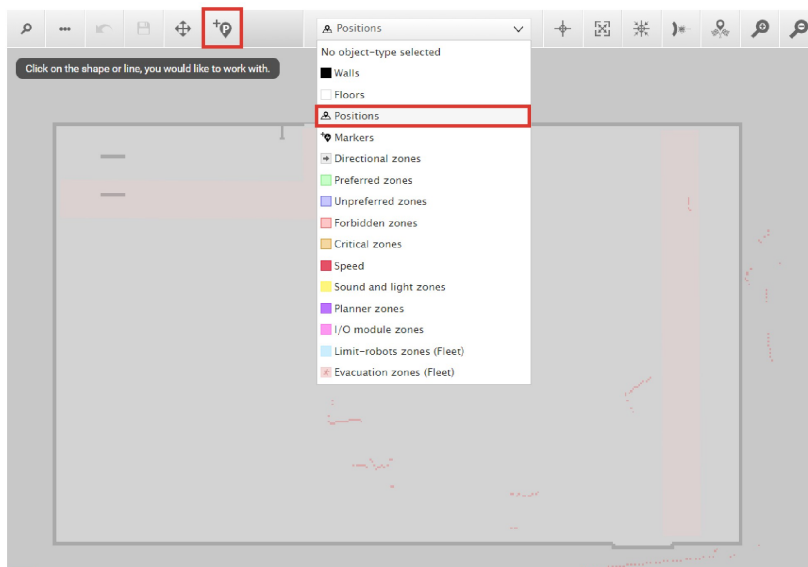 Positions
Click on the shape or line, you would like to work with.
No object-type selected
Walls
Floors
Positions
Markers
Directional zones
Preferred zones
Unpreferred zones
Forbidden zones
Critical zones
Speed
Sound and light zones
Planner zones
I/O module zones
Limit-robots zones (Fleet)
Evacuation zones (Fleet)